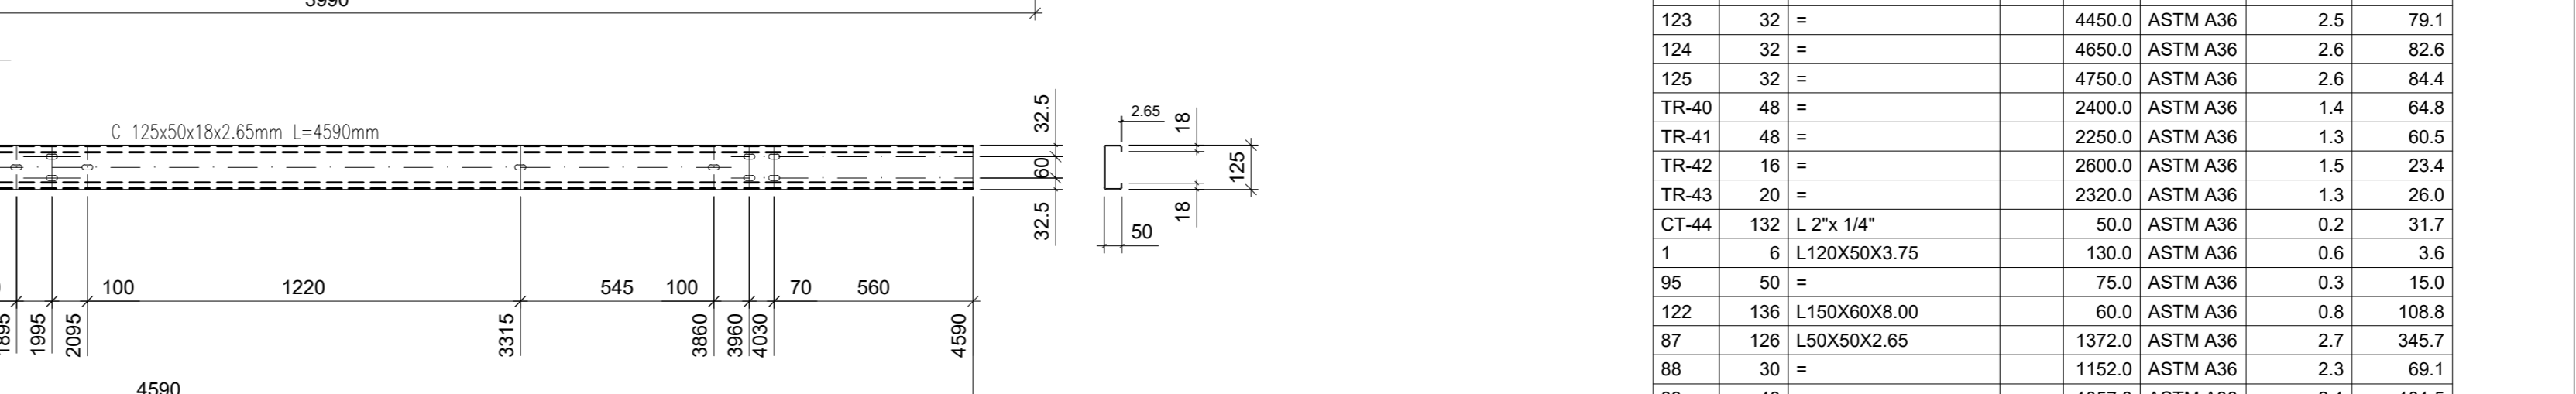 3990
C 125x50x18x2.65mm L=4590mm
32.5
60
32.5
2.65
18
18
125
50
100 1220 545 100 70 560
1895 1995 2095 3315 3860 3960 4030 4590
4590
123 32 = 4450.0 ASTM A36 2.5 79.1
124 32 = 4650.0 ASTM A36 2.6 82.6
125 32 = 4750.0 ASTM A36 2.6 84.4
TR-40 48 = 2400.0 ASTM A36 1.4 64.8
TR-41 48 = 2250.0 ASTM A36 1.3 60.5
TR-42 16 = 2600.0 ASTM A36 1.5 23.4
TR-43 20 = 2320.0 ASTM A36 1.3 26.0
CT-44 132 L 2"x 1/4" 50.0 ASTM A36 0.2 31.7
1 6 L120X50X3.75 130.0 ASTM A36 0.6 3.6
95 50 = 75.0 ASTM A36 0.3 15.0
122 136 L150X60X8.00 60.0 ASTM A36 0.8 108.8
87 126 L50X50X2.65 1372.0 ASTM A36 2.7 345.7
88 30 = 1152.0 ASTM A36 2.3 69.1